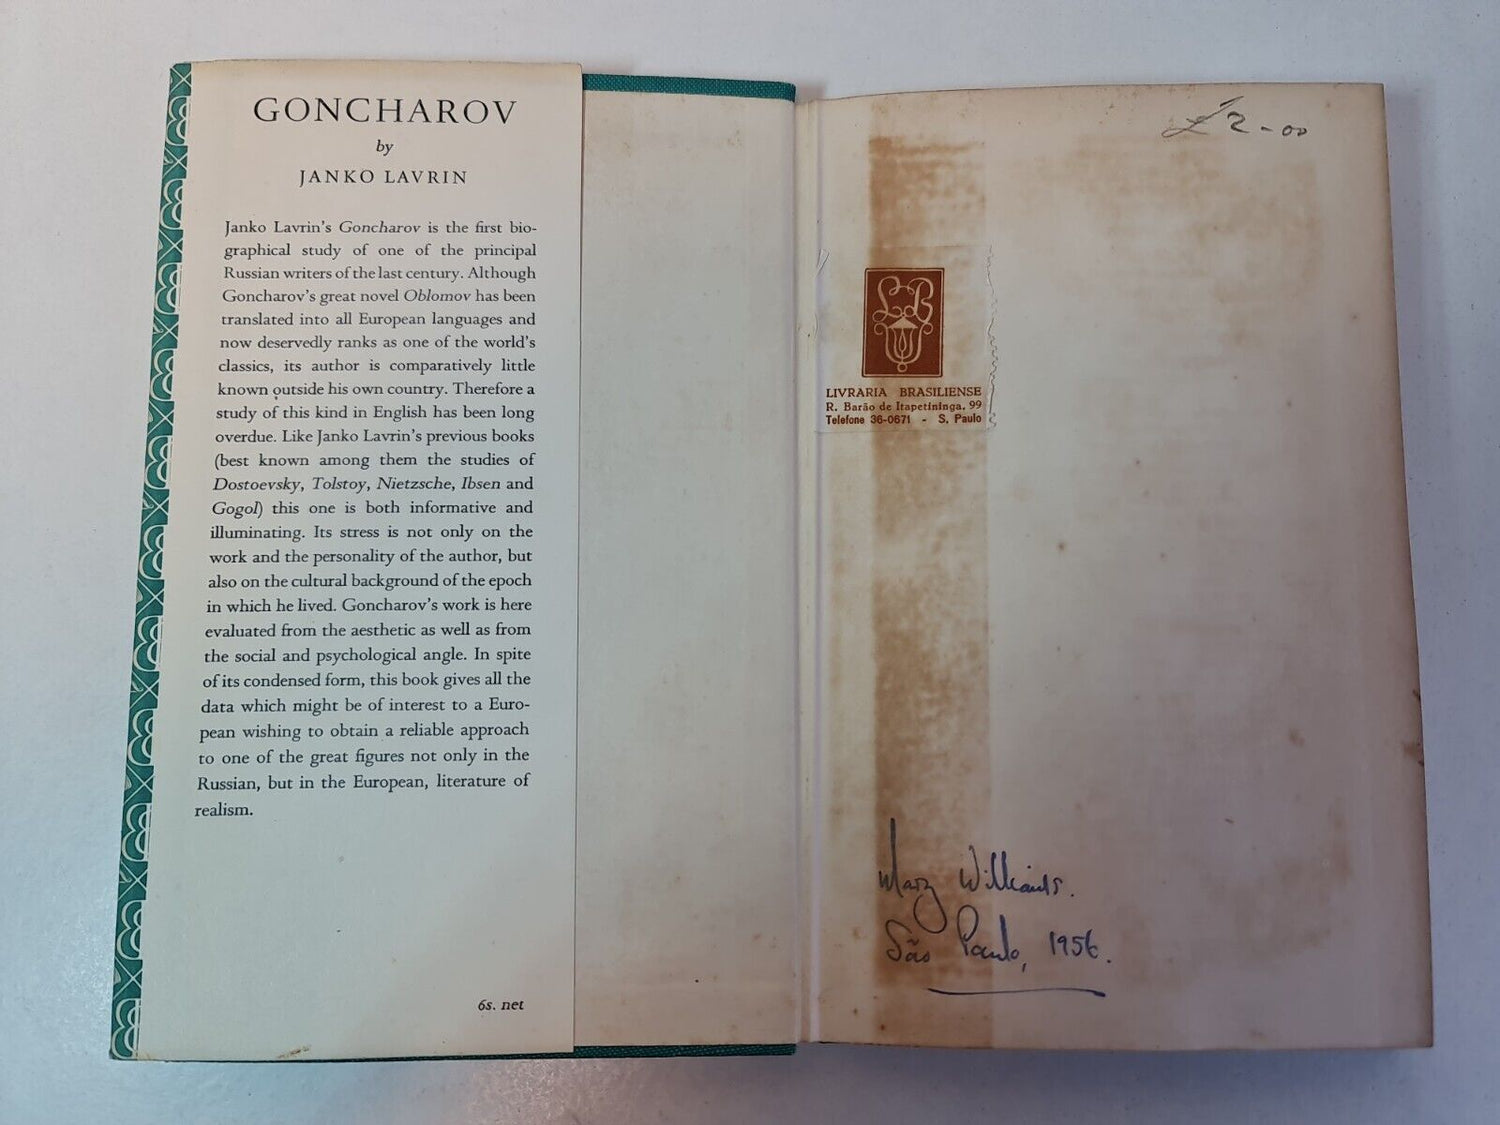 GONCHAROV
by
JANKO LAVRIN
Janko Lavrin's Goncharov is the first bio-
graphical study of one of the principal
Russian writers of the last century. Although
Goncharov's great novel Oblomov has been
translated into all European languages and
now deservedly ranks as one of the world's
classics, its author is comparatively little
known outside his own country. Therefore a
study of this kind in English has been long
overdue. Like Janko Lavrin's previous books
(best known among them the studies of
Dostoevsky, Tolstoy, Nietzsche, Ibsen and
Gogol) this one is both informative and
illuminating. Its stress is not only on the
work and the personality of the author, but
also on the cultural background of the epoch
in which he lived. Goncharov's work is here
evaluated from the aesthetic as well as from
the social and psychological angle. In spite
of its condensed form, this book gives all the
data which might be of interest to a Euro-
pean wishing to obtain a reliable approach
to one of the great figures not only in the
Russian, but in the European, literature of
realism.
6s. net
£2-00
LB
LIVRARIA BRASILIENSE
R. Barão de Itapetininga, 99
Telefone 36-0671 - S. Paulo
Mary Williams.
São Paulo, 1956.